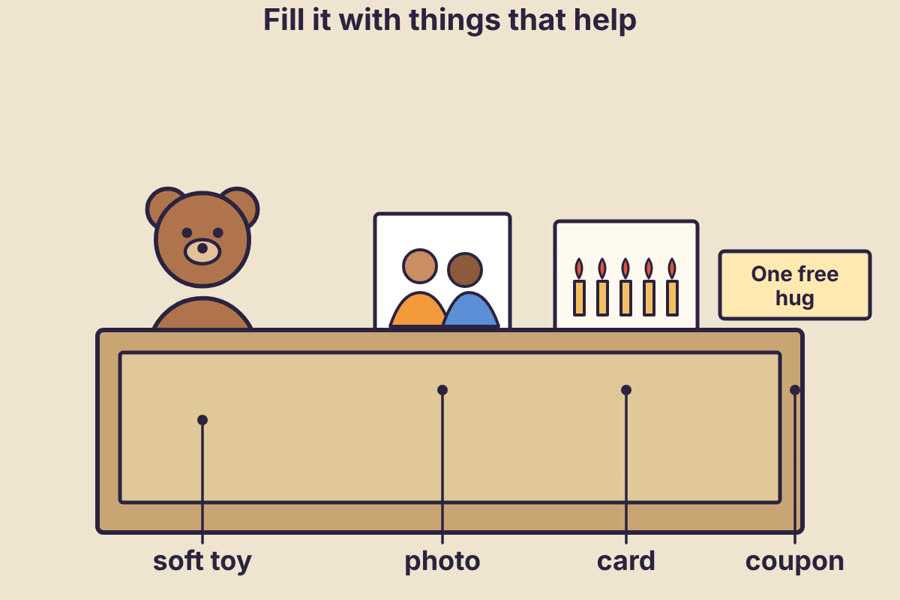 Fill it with things that help
One free
hug
soft toy
photo
card
coupon